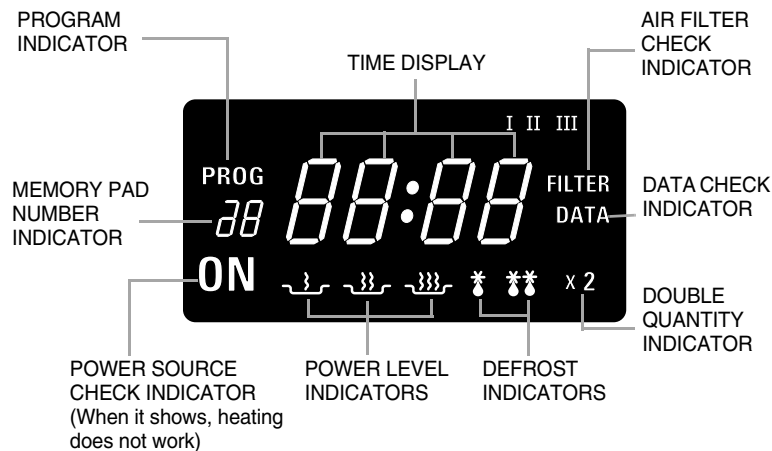 PROGRAM
INDICATOR
TIME DISPLAY
AIR FILTER
CHECK
INDICATOR
I II III
PROG
88:88
FILTER
MEMORY PAD
NUMBER
INDICATOR
38
DATA
DATA CHECK
INDICATOR
ON
x 2
DOUBLE
QUANTITY
INDICATOR
POWER SOURCE
CHECK INDICATOR
(When it shows, heating
does not work)
POWER LEVEL
INDICATORS
DEFROST
INDICATORS